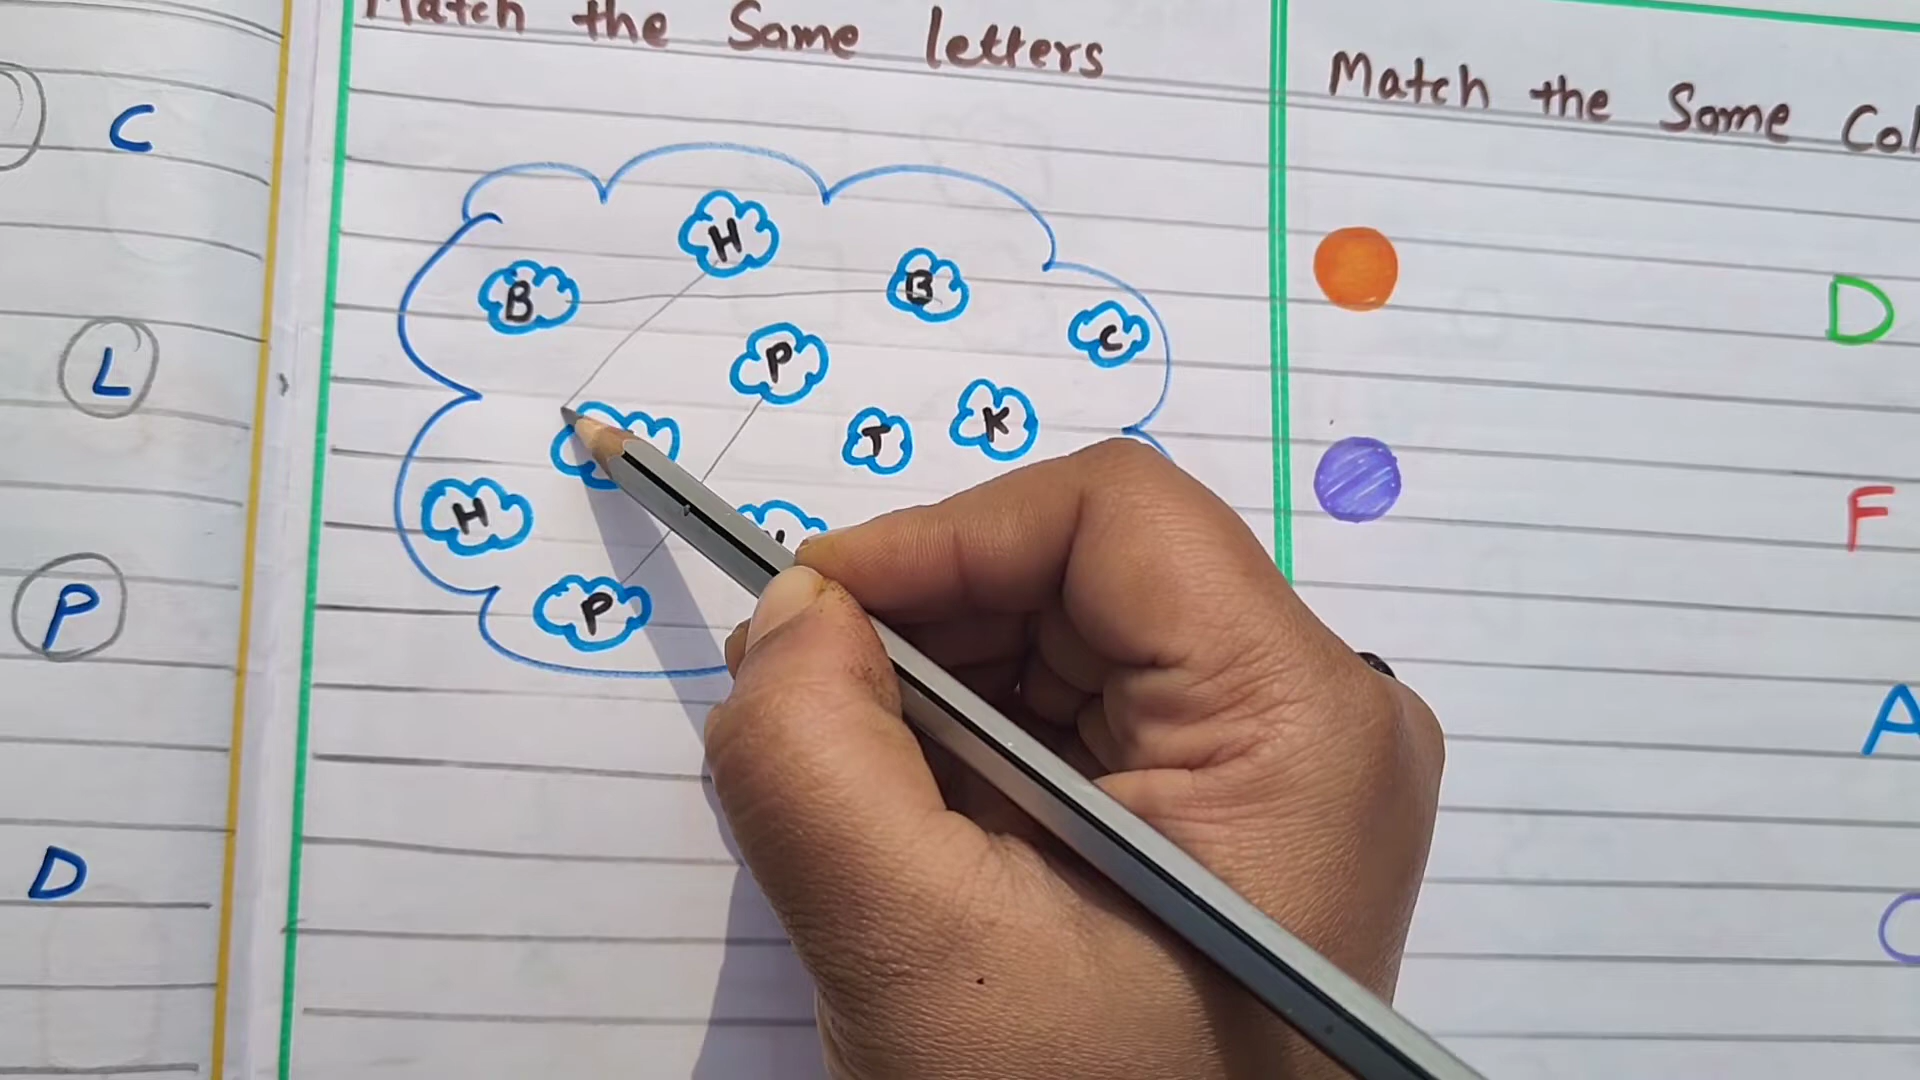 Match the Same letters
Match the Same Col
C
L
P
D
H
B
B
C
P
T
K
H
P
D
F
A